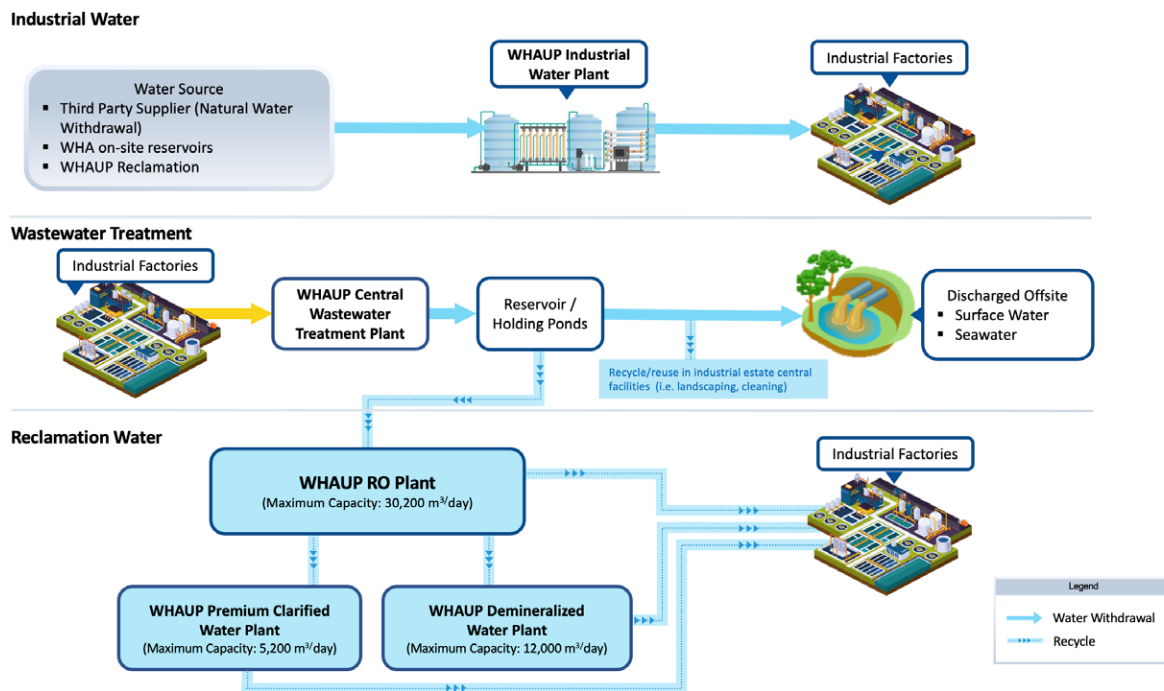 Industrial Water
WHAUP Industrial
Water Plant
Industrial Factories
Water Source
▪ Third Party Supplier (Natural Water
Withdrawal)
▪ WHA on-site reservoirs
▪ WHAUP Reclamation
Wastewater Treatment
Industrial Factories
WHAUP Central
Wastewater
Treatment Plant
Reservoir /
Holding Ponds
Discharged Offsite
▪ Surface Water
▪ Seawater
Recycle/reuse in industrial estate central
facilities (i.e. landscaping, cleaning)
Reclamation Water
WHAUP RO Plant
(Maximum Capacity: 30,200 m³/day)
Industrial Factories
WHAUP Premium Clarified
Water Plant
(Maximum Capacity: 5,200 m³/day)
WHAUP Demineralized
Water Plant
(Maximum Capacity: 12,000 m³/day)
Legend
Water Withdrawal
Recycle